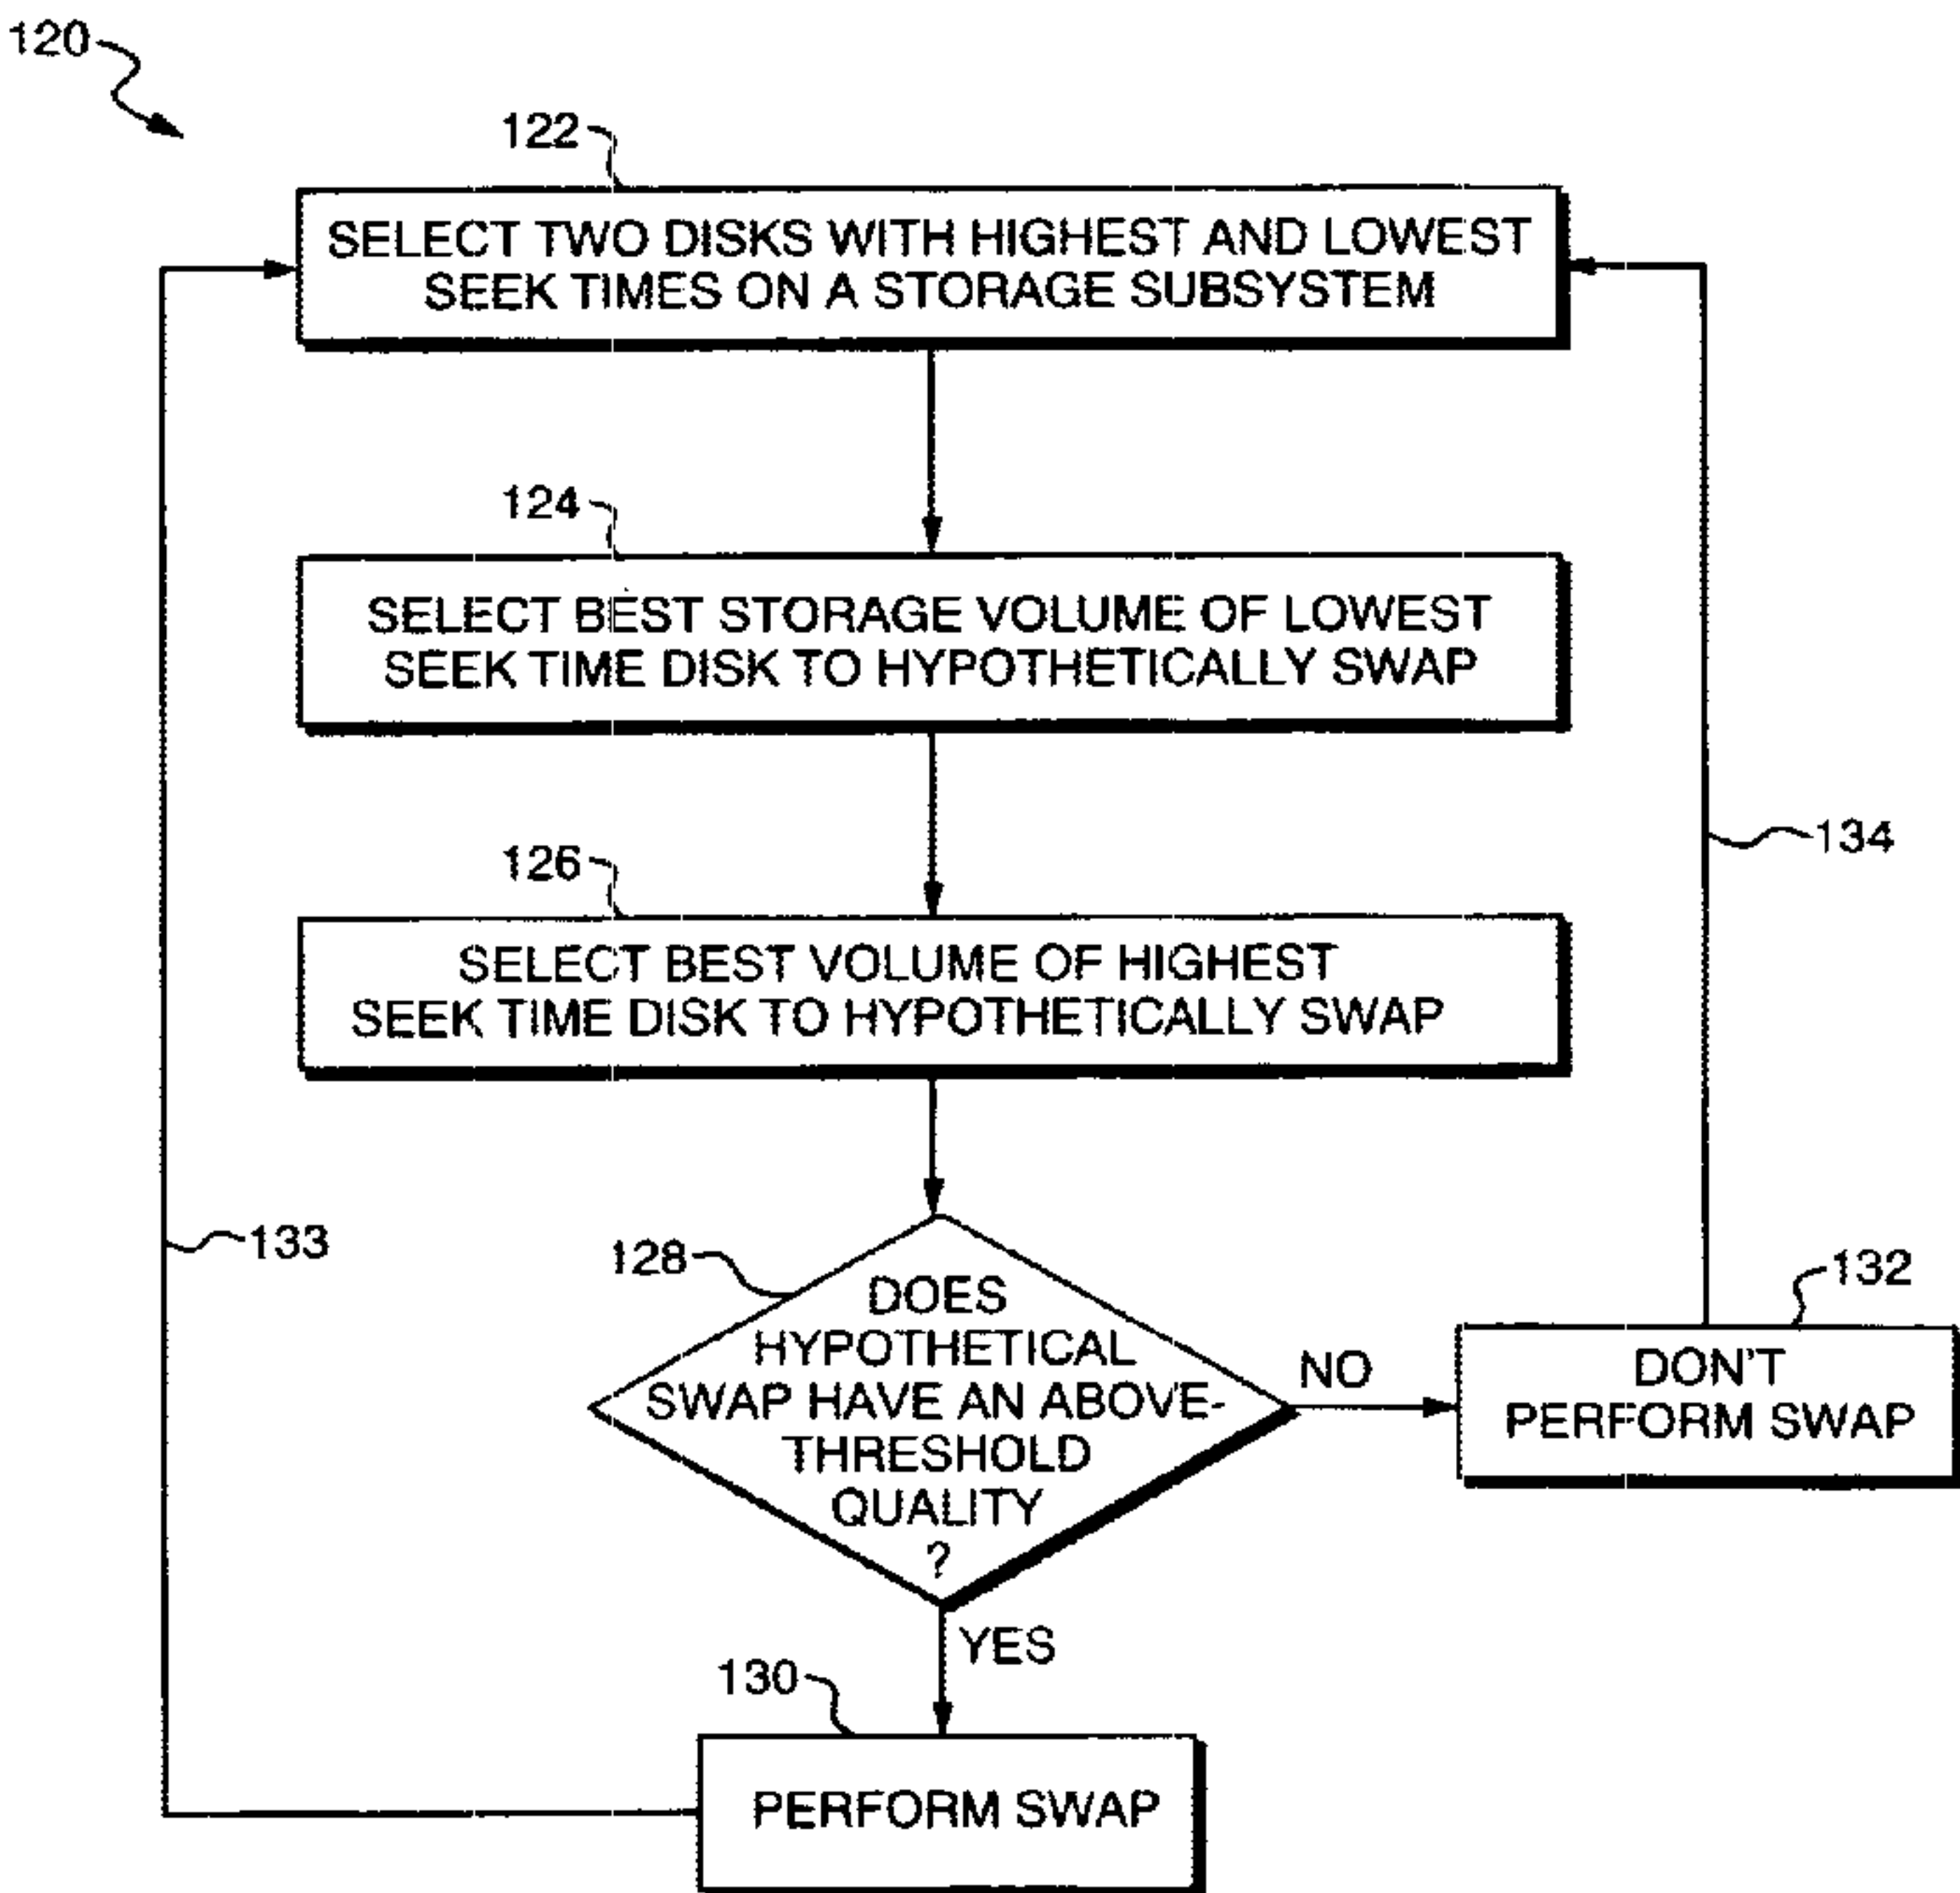 120
122
SELECT TWO DISKS WITH HIGHEST AND LOWEST
SEEK TIMES ON A STORAGE SUBSYSTEM
124
SELECT BEST STORAGE VOLUME OF LOWEST
SEEK TIME DISK TO HYPOTHETICALLY SWAP
134
126
SELECT BEST VOLUME OF HIGHEST
SEEK TIME DISK TO HYPOTHETICALLY SWAP
133
128
DOES
HYPOTHETICAL
SWAP HAVE AN ABOVE-
THRESHOLD
QUALITY
?
NO
132
DON'T
PERFORM SWAP
YES
130
PERFORM SWAP